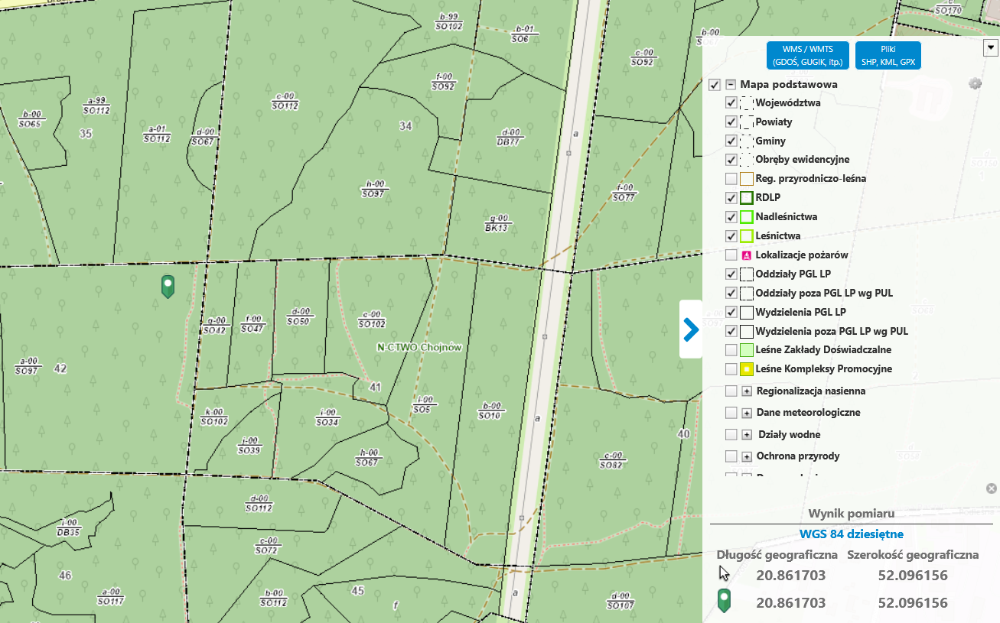 b-99
SO102
b-01
SO6
b-00
SO67
SO170
c-00
SO92
f-00
SO92
a-99
SO112
c-00
SO112
b-00
SO65
35
a-01
SO112
d-00
SO67
34
d-00
DB77
a
h-00
SO97
f-00
SO77
g-00
BK13
g-00
SO42
f-00
SO47
d-00
SO50
c-00
SO102
N-CTWO Chojnów
a-00
SO97
42
41
k-00
SO102
i-00
SO34
l-00
SO5
b-00
SO10
a
j-00
SO39
h-00
SO67
40
c-00
SO82
d-00
SO112
i-00
DB35
c-00
SO72
46
a-00
SO117
b-00
SO112
45
f
a
d-00
SO107
WMS / WMTS
(GDOŚ, GUGIK, itp.)
Pliki
SHP, KML, GPX
Mapa podstawowa
Województwa
Powiaty
Gminy
Obręby ewidencyjne
Reg. przyrodniczo-leśna
RDLP
Nadleśnictwa
Leśnictwa
Lokalizacje pożarów
Oddziały PGL LP
Oddziały poza PGL LP wg PUL
Wydzielenia PGL LP
Wydzielenia poza PGL LP wg PUL
Leśne Zakłady Doświadczalne
Leśne Kompleksy Promocyjne
Regionalizacja nasienna
Dane meteorologiczne
Działy wodne
Ochrona przyrody
Wynik pomiaru
WGS 84 dziesiętne
Długość geograficzna Szerokość geograficzna
20.861703 52.096156
20.861703 52.096156